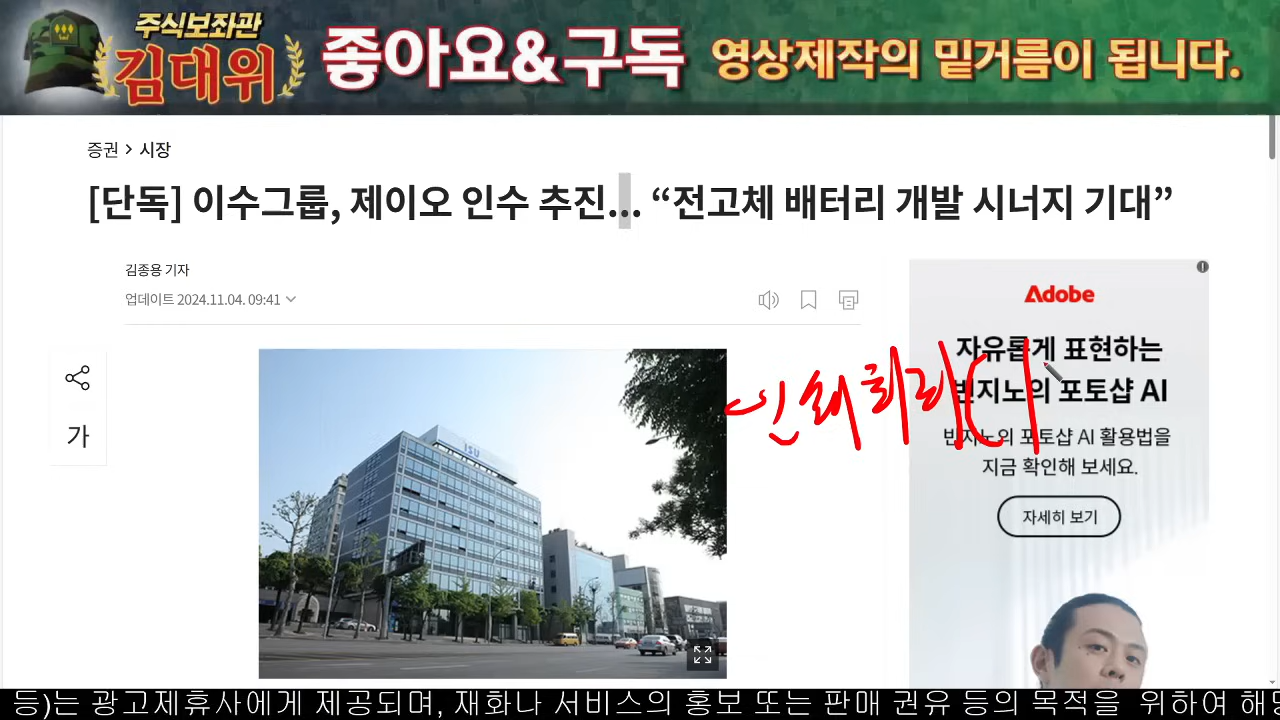 주식보좌관
김대위
좋아요&구독
영상제작의 밑거름이 됩니다.
증권 > 시장
[단독] 이수그룹, 제이오 인수 추진... “전고체 배터리 개발 시너지 기대”
김종용 기자
업데이트 2024.11.04. 09:41
가
ISU
Adobe
자유롭게 표현하는
빈지노의 포토샵 AI
빈지노의 포토샵 AI 활용법을
지금 확인해 보세요.
자세히 보기
등)는 광고제휴사에게 제공되며, 재화나 서비스의 홍보 또는 판매 권유 등의 목적을 위하여 해당